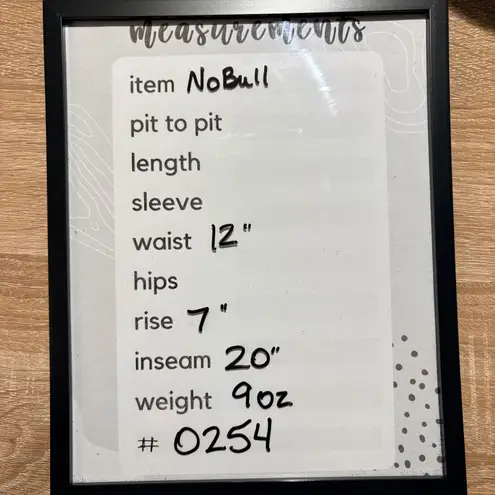 measurements
item NoBull
pit to pit
length
sleeve
waist 12"
hips
rise 7"
inseam 20"
weight 9oz
# 0254